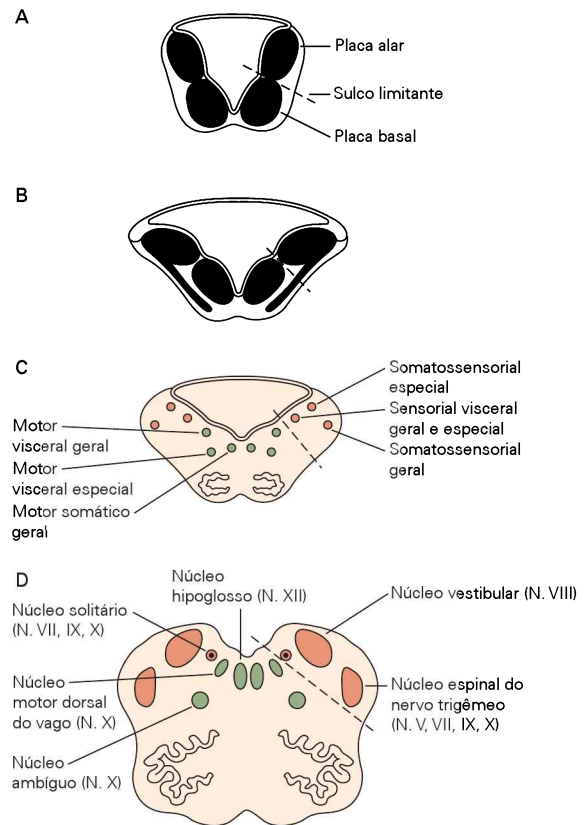 A
Placa alar
Sulco limitante
Placa basal
B
C
Somatossensorial
especial
Sensorial visceral
geral e especial
Somatossensorial
geral
Motor
visceral geral
Motor
visceral especial
Motor somático
geral
D
Núcleo
hipoglosso (N. XII)
Núcleo vestibular (N. VIII)
Núcleo solitário
(N. VII, IX, X)
Núcleo
motor dorsal
do vago (N. X)
Núcleo espinal do
nervo trigêmeo
(N. V, VII, IX, X)
Núcleo
ambíguo (N. X)